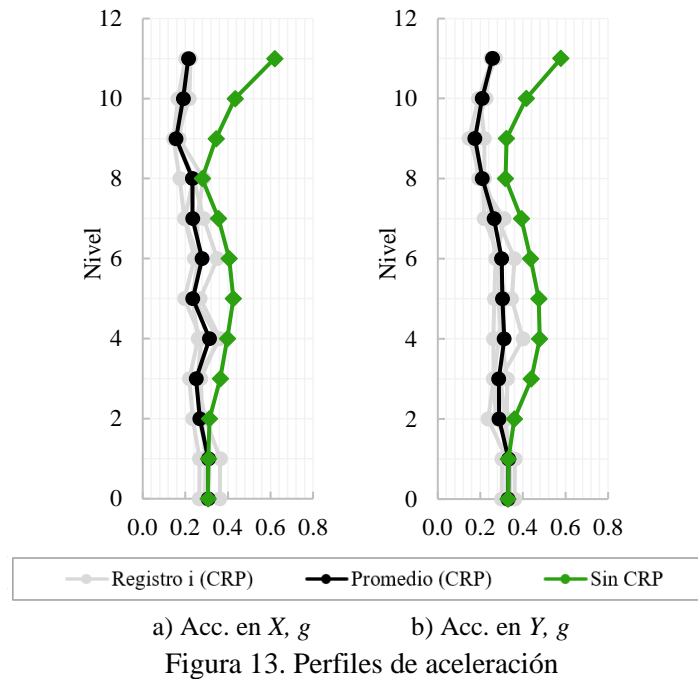 12
10
8
6
4
2
0
Nivel
0.0 0.2 0.4 0.6 0.8
12
10
8
6
4
2
0
Nivel
0.0 0.2 0.4 0.6 0.8
Registro i (CRP) Promedio (CRP) Sin CRP
a) Acc. en X, g b) Acc. en Y, g
Figura 13. Perfiles de aceleración